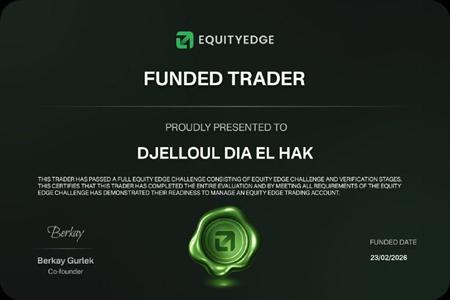 EQUITYEDGE
FUNDED TRADER
PROUDLY PRESENTED TO
DJELLOUL DIA EL HAK
THIS TRADER HAS PASSED A FULL EQUITY EDGE CHALLENGE CONSISTING OF EQUITY EDGE CHALLENGE AND VERIFICATION STAGES.
THIS CERTIFIES THAT THIS TRADER HAS COMPLETED THE ENTIRE EVALUATION AND BY MEETING ALL REQUIREMENTS OF THE EQUITY
EDGE CHALLENGE HAS DEMONSTRATED THEIR READINESS TO MANAGE AN EQUITY EDGE TRADING ACCOUNT.
Berkay
Berkay Gurlek
Co-founder
FUNDED DATE
23/02/2026